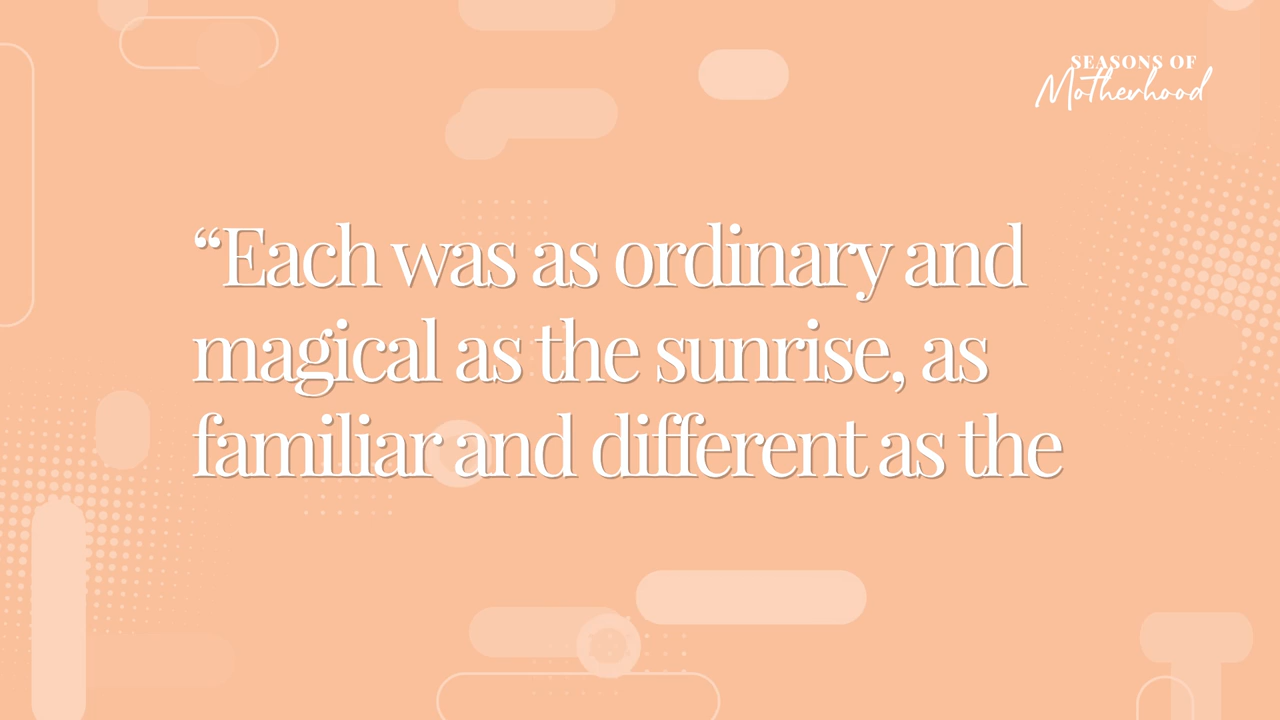 SEASONS OF
Motherhood
“Each was as ordinary and
magical as the sunrise, as
familiar and different as the